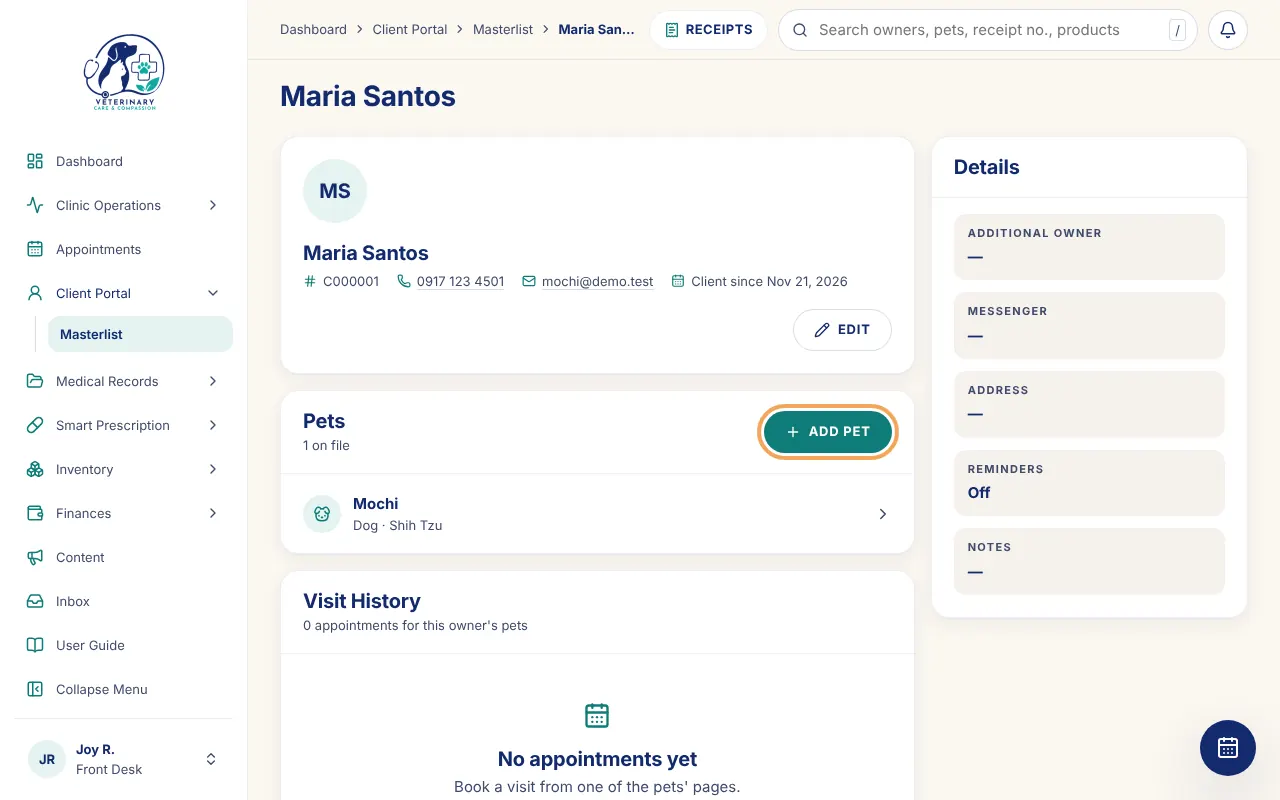 VETERINARY
CARE & COMPASSION
Dashboard
Clinic Operations
Appointments
Client Portal
Masterlist
Medical Records
Smart Prescription
Inventory
Finances
Content
Inbox
User Guide
Collapse Menu
JR
Joy R.
Front Desk
Dashboard > Client Portal > Masterlist > Maria San...
RECEIPTS
Search owners, pets, receipt no., products /
Maria Santos
MS
Maria Santos
# C000001 0917 123 4501 mochi@demo.test Client since Nov 21, 2026
EDIT
Pets
1 on file
+ ADD PET
Mochi
Dog · Shih Tzu
Visit History
0 appointments for this owner's pets
No appointments yet
Book a visit from one of the pets' pages.
Details
ADDITIONAL OWNER
—
MESSENGER
—
ADDRESS
—
REMINDERS
Off
NOTES
—